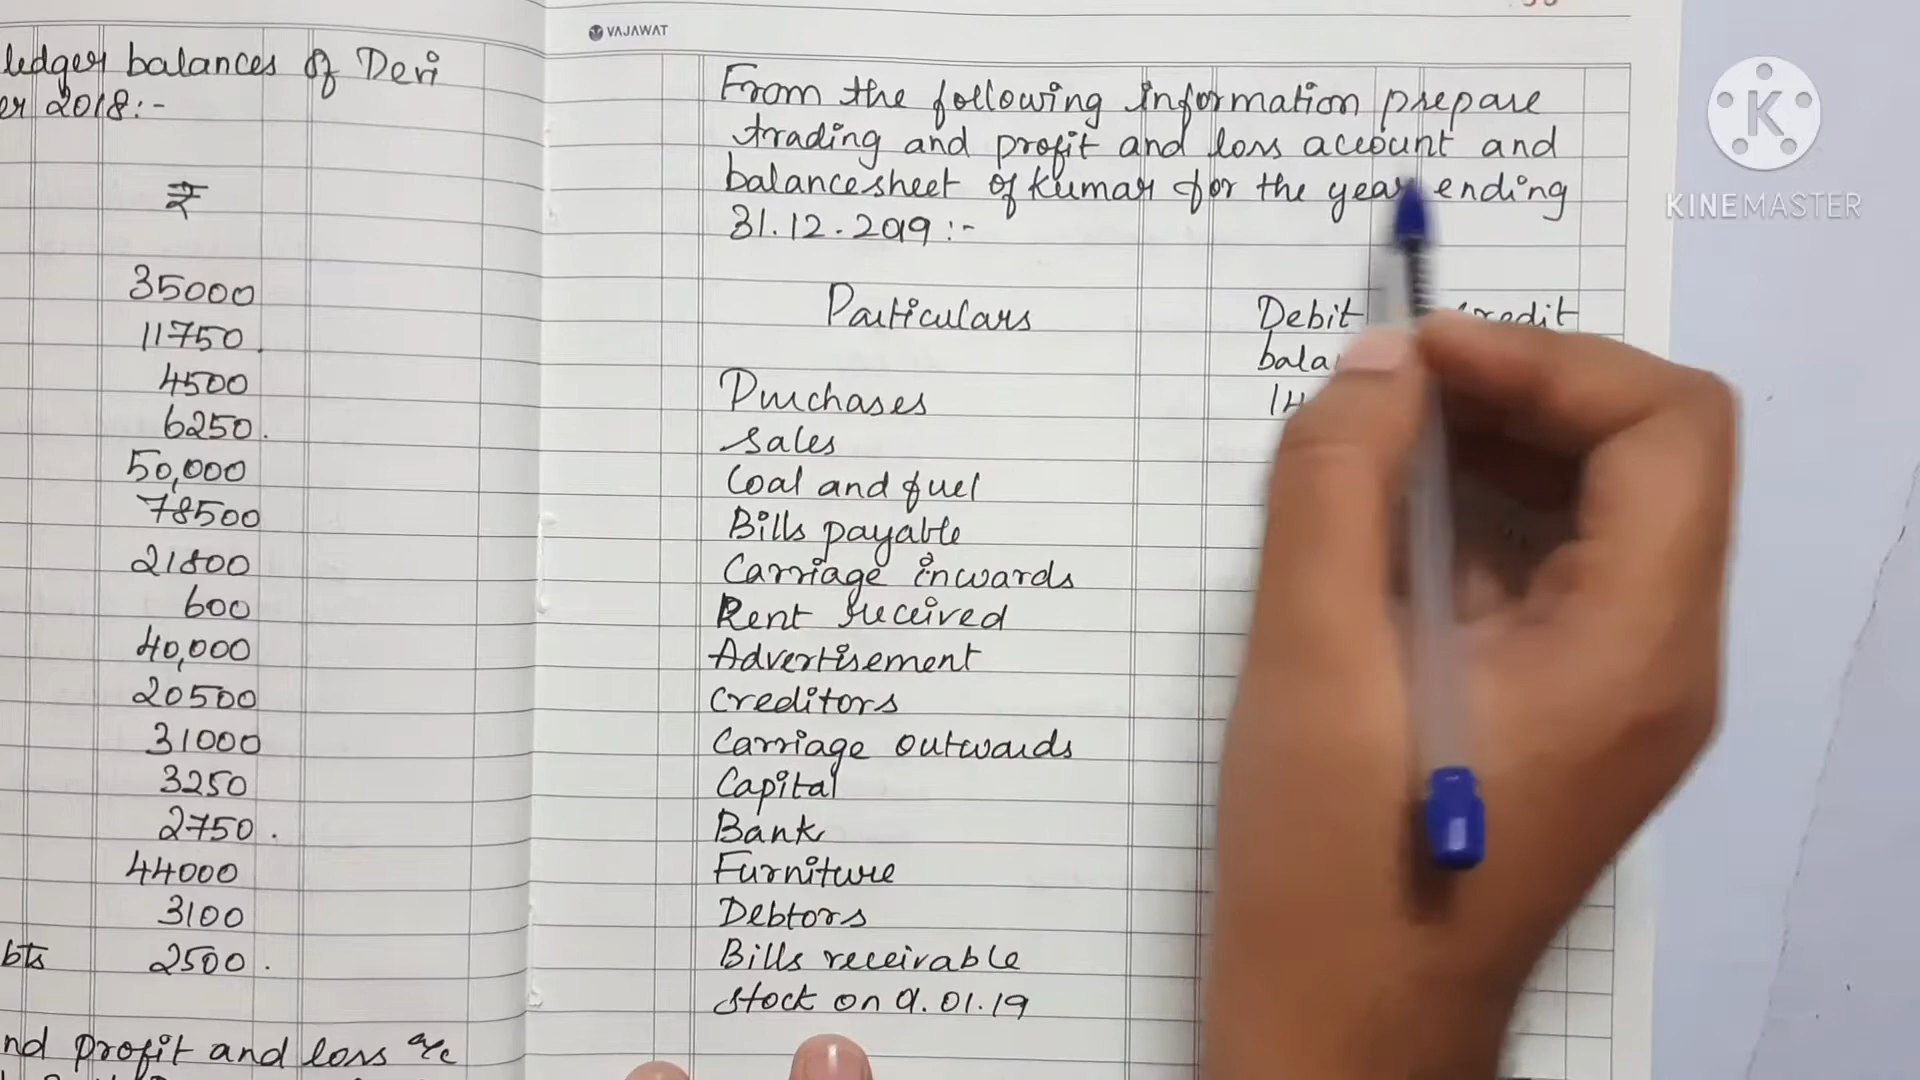 ledger balances of Devi
er 2018:-
₹
35000
11750.
4500
6250.
50,000
78500
21800
600
40,000
20500
31000
3250
2750.
44000
3100
bts 2500.
nd profit and loss a/c
VAJAWAT
From the following information prepare
trading and profit and loss account and
balancesheet of Kumar for the year ending
31.12.2019:-
Particulars Debit credit
Purchases
Sales
Coal and fuel
Bills payable
Carriage inwards
Rent received
Advertisement
Creditors
Carriage outwards
Capital
Bank
Furniture
Debtors
Bills receivable
Stock on 01.01.19
K
KINEMASTER